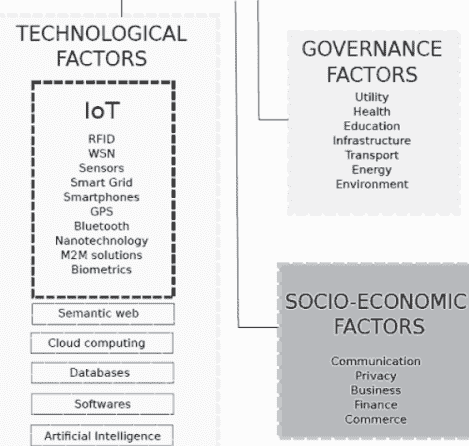 TECHNOLOGICAL
FACTORS
IoT
RFID
WSN
Sensors
Smart Grid
Smartphones
GPS
Bluetooth
Nanotechnology
M2M solutions
Biometrics
Semantic web
Cloud computing
Databases
Softwares
Artificial Intelligence
GOVERNANCE
FACTORS
Utility
Health
Education
Infrastructure
Transport
Energy
Environment
SOCIO-ECONOMIC
FACTORS
Communication
Privacy
Business
Finance
Commerce